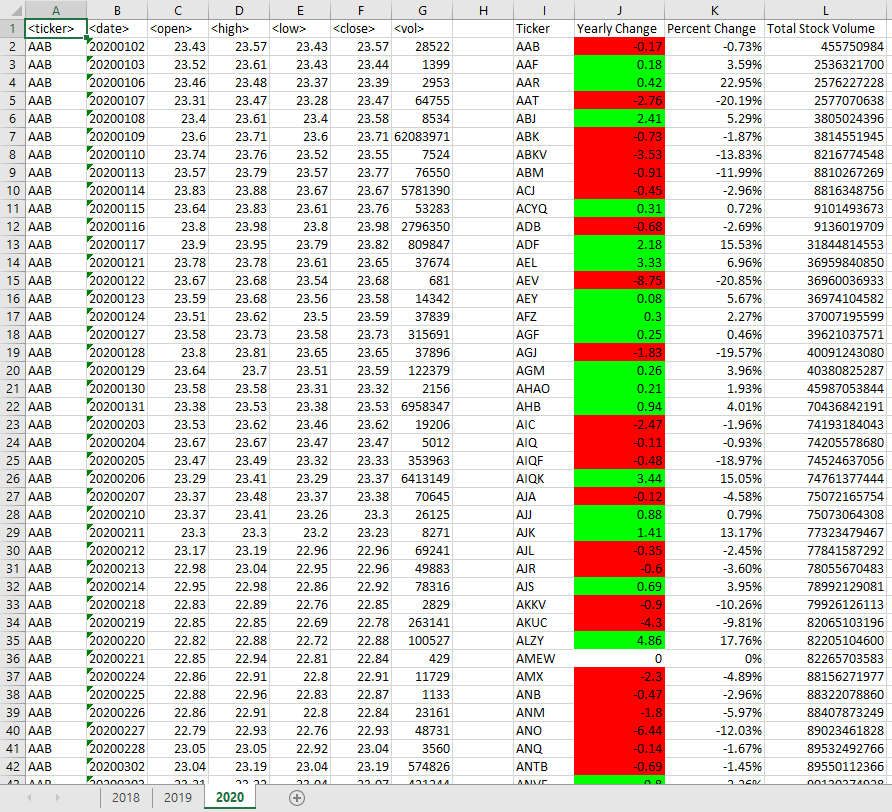 A B C D E F G H I J K L
1 <ticker> <date> <open> <high> <low> <close> <vol> Ticker Yearly Change Percent Change Total Stock Volume
2 AAB 20200102 23.43 23.57 23.43 23.57 28522 AAB -0.17 -0.73% 455750984
3 AAB 20200103 23.52 23.61 23.43 23.44 1399 AAF 0.18 3.59% 2536321700
4 AAB 20200106 23.46 23.48 23.37 23.39 2953 AAR 0.42 22.95% 2576227228
5 AAB 20200107 23.31 23.47 23.28 23.47 64755 AAT -2.76 -20.19% 2577070638
6 AAB 20200108 23.4 23.61 23.4 23.58 8534 ABJ 2.41 5.29% 3805024396
7 AAB 20200109 23.6 23.71 23.6 23.71 62083971 ABK -0.73 -1.87% 3814551945
8 AAB 20200110 23.74 23.76 23.52 23.55 7524 ABKV -3.53 -13.83% 8216774548
9 AAB 20200113 23.57 23.79 23.57 23.77 76550 ABM -0.91 -11.99% 8810267269
10 AAB 20200114 23.83 23.88 23.67 23.67 5781390 ACJ -0.45 -2.96% 8816348756
11 AAB 20200115 23.64 23.83 23.61 23.76 53283 ACYQ 0.31 0.72% 9101493673
12 AAB 20200116 23.8 23.98 23.8 23.98 2796350 ADB -0.68 -2.69% 9136019709
13 AAB 20200117 23.9 23.95 23.79 23.82 809847 ADF 2.18 15.53% 31844814553
14 AAB 20200121 23.78 23.78 23.61 23.65 37674 AEL 3.33 6.96% 36959840850
15 AAB 20200122 23.67 23.68 23.54 23.68 681 AEV -8.75 -20.85% 36960036933
16 AAB 20200123 23.59 23.68 23.56 23.58 14342 AEY 0.08 5.67% 36974104582
17 AAB 20200124 23.51 23.62 23.5 23.59 37839 AFZ 0.3 2.27% 37007195599
18 AAB 20200127 23.58 23.73 23.58 23.73 315691 AGF 0.25 0.46% 39621037571
19 AAB 20200128 23.8 23.81 23.65 23.65 37896 AGJ -1.83 -19.57% 40091243080
20 AAB 20200129 23.64 23.7 23.51 23.59 122379 AGM 0.26 3.96% 40380825287
21 AAB 20200130 23.58 23.58 23.31 23.32 2156 AHAO 0.21 1.93% 45987053844
22 AAB 20200131 23.38 23.53 23.38 23.53 6958347 AHB 0.94 4.01% 70436842191
23 AAB 20200203 23.53 23.62 23.46 23.62 19206 AIC -2.47 -1.96% 74193184043
24 AAB 20200204 23.67 23.67 23.47 23.47 5012 AIQ -0.11 -0.93% 74205578680
25 AAB 20200205 23.47 23.49 23.32 23.33 353963 AIQF -0.48 -18.97% 74524637056
26 AAB 20200206 23.29 23.41 23.29 23.37 6413149 AIQK 3.44 15.05% 74761377444
27 AAB 20200207 23.37 23.48 23.37 23.38 70645 AJA -0.12 -4.58% 75072165754
28 AAB 20200210 23.37 23.41 23.26 23.3 26125 AJJ 0.88 0.79% 75073064308
29 AAB 20200211 23.3 23.3 23.2 23.23 8271 AJK 1.41 13.17% 77323479467
30 AAB 20200212 23.17 23.19 22.96 22.96 69241 AJL -0.35 -2.45% 77841587292
31 AAB 20200213 22.98 23.04 22.95 22.96 49883 AJR -0.6 -3.60% 78055670483
32 AAB 20200214 22.95 22.98 22.86 22.92 78316 AJS 0.69 3.95% 78992129081
33 AAB 20200218 22.83 22.89 22.76 22.85 2829 AKKV -0.9 -10.26% 79926126113
34 AAB 20200219 22.85 22.85 22.69 22.78 263141 AKUC -4.3 -9.81% 82065103196
35 AAB 20200220 22.82 22.88 22.72 22.88 100527 ALZY 4.86 17.76% 82205104600
36 AAB 20200221 22.85 22.94 22.81 22.84 429 AMEW 0 0% 82265703583
37 AAB 20200224 22.86 22.91 22.8 22.91 11729 AMX -2.3 -4.89% 88156271977
38 AAB 20200225 22.88 22.96 22.83 22.87 1133 ANB -0.47 -2.96% 88322078860
39 AAB 20200226 22.86 22.91 22.8 22.84 23161 ANM -1.8 -5.97% 88407873249
40 AAB 20200227 22.79 22.93 22.76 22.93 48731 ANO -6.44 -12.03% 89023461828
41 AAB 20200228 23.05 23.05 22.92 23.04 3560 ANQ -0.14 -1.67% 89532492766
42 AAB 20200302 23.04 23.19 23.04 23.19 574826 ANTB -0.69 -1.45% 89550112366
2018 2019 2020